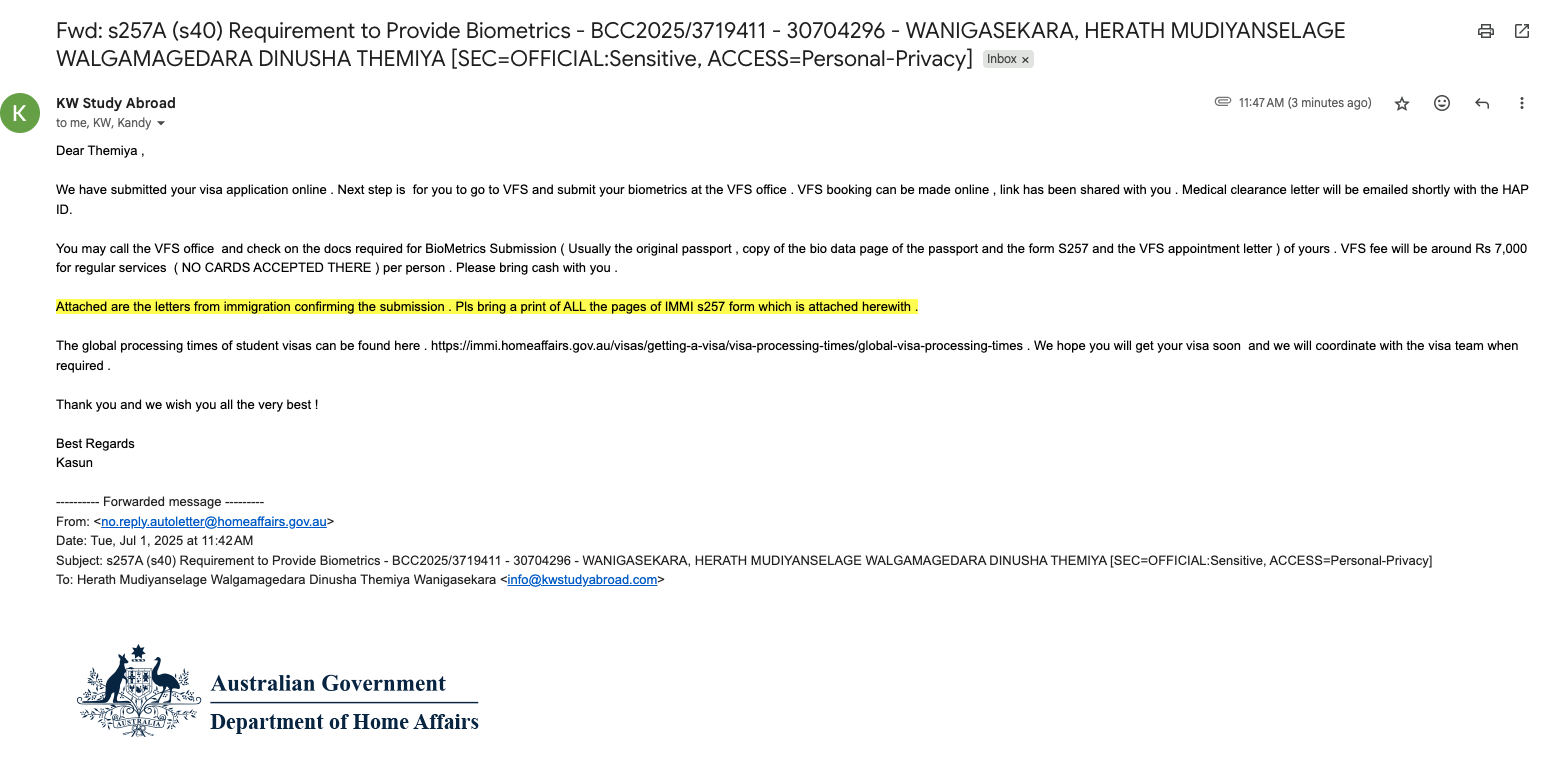 Fwd: s257A (s40) Requirement to Provide Biometrics - BCC2025/3719411 - 30704296 - WANIGASEKARA, HERATH MUDIYANSELAGE
WALGAMAGEDARA DINUSHA THEMIYA [SEC=OFFICIAL:Sensitive, ACCESS=Personal-Privacy] Inbox ×
K
KW Study Abroad
11:47 AM (3 minutes ago)
to me, KW, Kandy
Dear Themiya ,
We have submitted your visa application online . Next step is  for you to go to VFS and submit your biometrics at the VFS office . VFS booking can be made online , link has been shared with you . Medical clearance letter will be emailed shortly with the HAP
ID.
You may call the VFS office  and check on the docs required for BioMetrics Submission ( Usually the original passport , copy of the bio data page of the passport and the form S257 and the VFS appointment letter ) of yours . VFS fee will be around Rs 7,000
for regular services  ( NO CARDS ACCEPTED THERE ) per person . Please bring cash with you .
Attached are the letters from immigration confirming the submission . Pls bring a print of ALL the pages of IMMI s257 form which is attached herewith .
The global processing times of student visas can be found here . https://immi.homeaffairs.gov.au/visas/getting-a-visa/visa-processing-times/global-visa-processing-times . We hope you will get your visa soon  and we will coordinate with the visa team when
required .
Thank you and we wish you all the very best !
Best Regards
Kasun
---------- Forwarded message ---------
From: <no.reply.autoletter@homeaffairs.gov.au>
Date: Tue, Jul 1, 2025 at 11:42 AM
Subject: s257A (s40) Requirement to Provide Biometrics - BCC2025/3719411 - 30704296 - WANIGASEKARA, HERATH MUDIYANSELAGE WALGAMAGEDARA DINUSHA THEMIYA [SEC=OFFICIAL:Sensitive, ACCESS=Personal-Privacy]
To: Herath Mudiyanselage Walgamagedara Dinusha Themiya Wanigasekara <info@kwstudyabroad.com>
Australian Government
Department of Home Affairs
AUSTRALIA